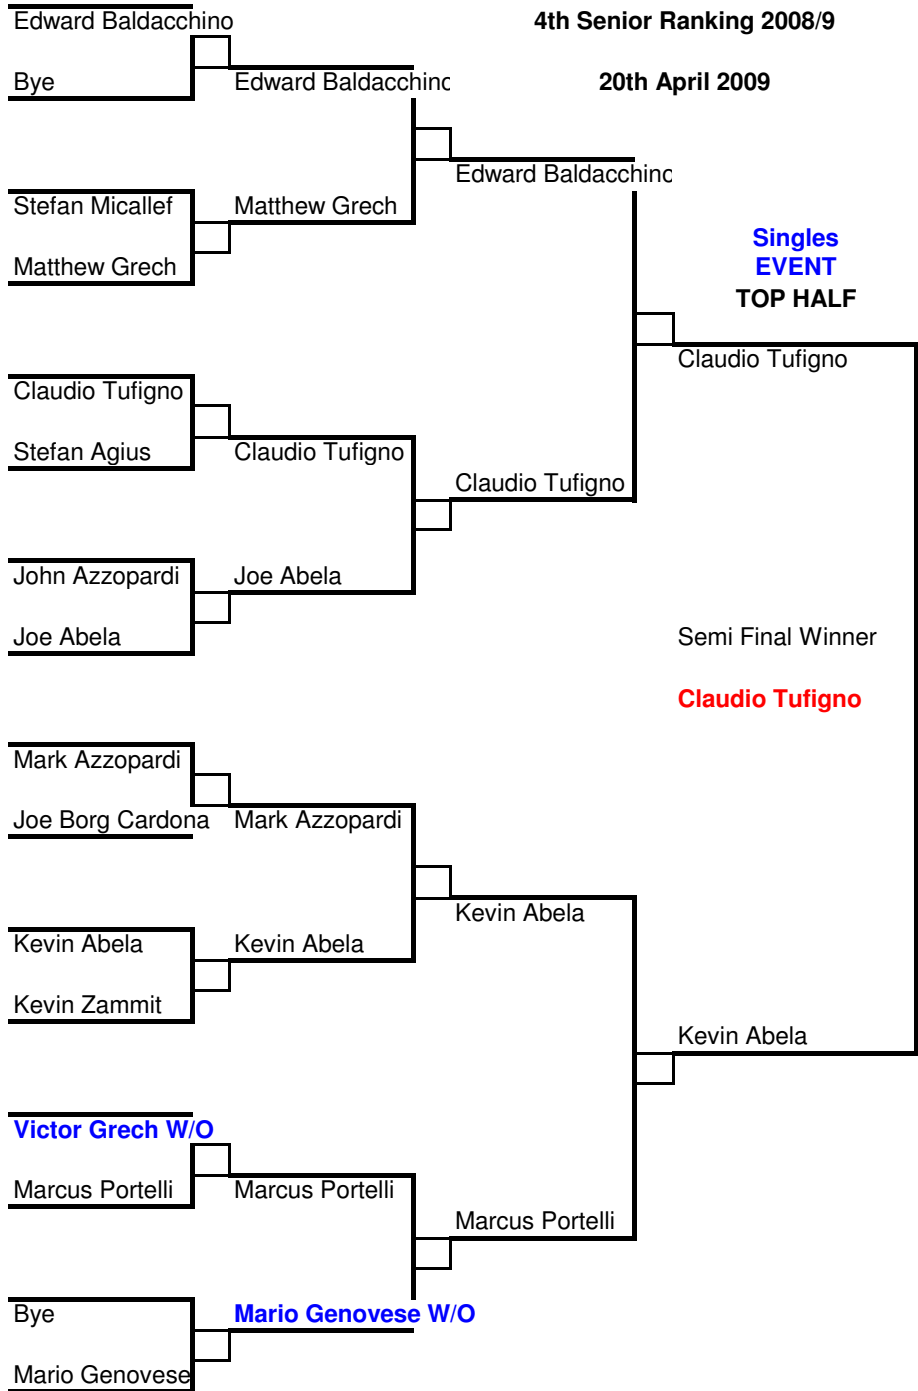 Edward Baldacchino
4th Senior Ranking 2008/9
Bye
Edward Baldacchino
20th April 2009
Edward Baldacchino
Stefan Micallef
Matthew Grech
Singles
EVENT
Matthew Grech
TOP HALF
Claudio Tufigno
Claudio Tufigno
Stefan Agius
Claudio Tufigno
Claudio Tufigno
John Azzopardi
Joe Abela
Joe Abela
Semi Final Winner
Claudio Tufigno
Mark Azzopardi
Joe Borg Cardona
Mark Azzopardi
Kevin Abela
Kevin Abela
Kevin Abela
Kevin Zammit
Kevin Abela
Victor Grech W/O
Marcus Portelli
Marcus Portelli
Marcus Portelli
Bye
Mario Genovese W/O
Mario Genovese